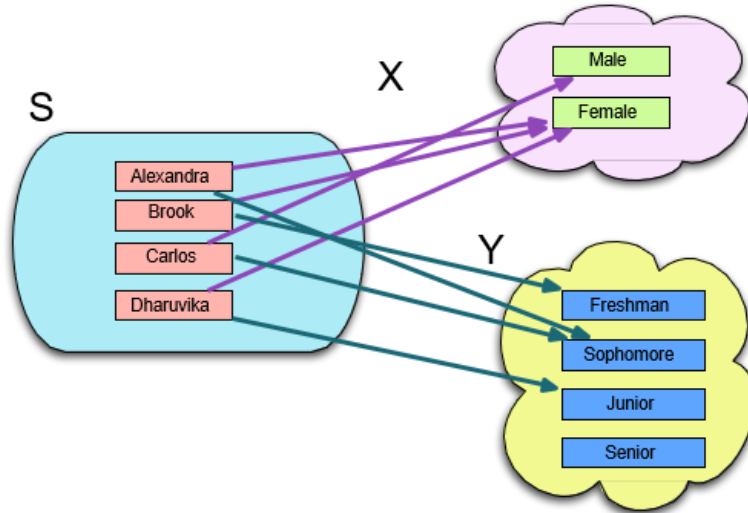 S
X
Y
Alexandra
Brook
Carlos
Dharuvika
Male
Female
Freshman
Sophomore
Junior
Senior